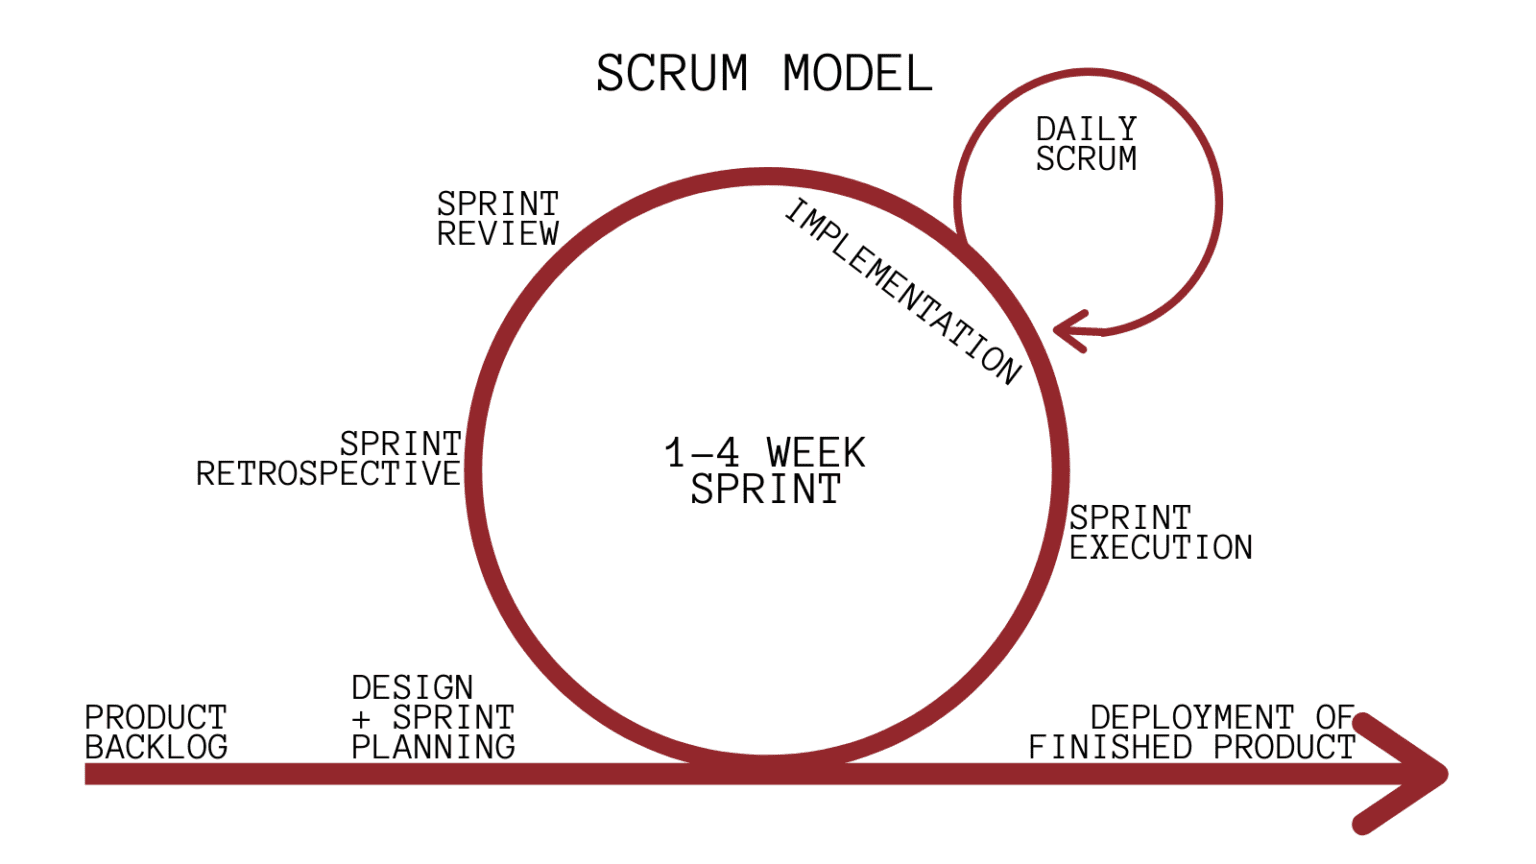 SCRUM MODEL
DAILY
SCRUM
SPRINT
REVIEW
IMPLEMENTATION
SPRINT
RETROSPECTIVE
1-4 WEEK
SPRINT
SPRINT
EXECUTION
PRODUCT
BACKLOG
DESIGN
+ SPRINT
PLANNING
DEPLOYMENT OF
FINISHED PRODUCT